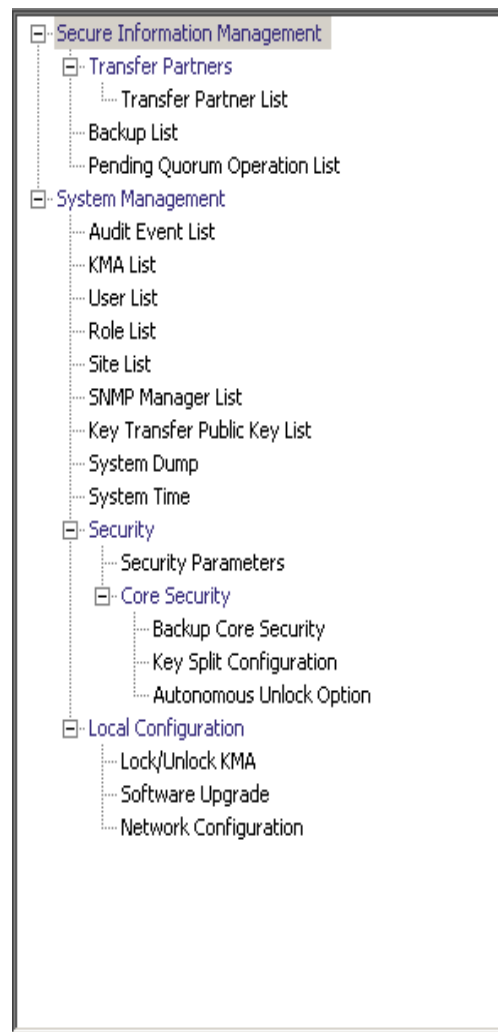 Secure Information Management
Transfer Partners
Transfer Partner List
Backup List
Pending Quorum Operation List
System Management
Audit Event List
KMA List
User List
Role List
Site List
SNMP Manager List
Key Transfer Public Key List
System Dump
System Time
Security
Security Parameters
Core Security
Backup Core Security
Key Split Configuration
Autonomous Unlock Option
Local Configuration
Lock/Unlock KMA
Software Upgrade
Network Configuration